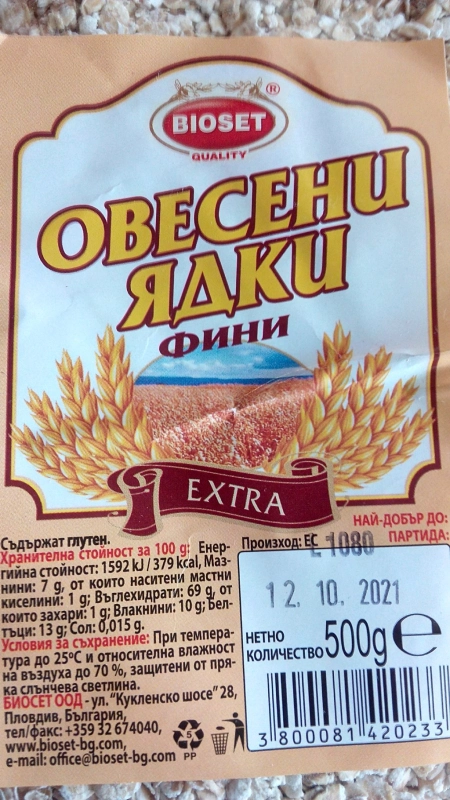 BIOSET ®
QUALITY
ОВЕСЕНИ
ЯДКИ
ФИНИ
EXTRA
НАЙ-ДОБЪР ДО:
ПАРТИДА:
Произход: ЕС
L 1080
12. 10. 2021
НЕТНО
КОЛИЧЕСТВО 500g e
3 800081 420233
Съдържат глутен.
Хранителна стойност за 100 g: Енер-
гийна стойност: 1592 kJ / 379 kcal, Маз-
нини: 7 g, от които наситени мастни
киселини: 1 g; Въглехидрати: 69 g, от
които захари: 1 g; Влакнини: 10 g; Бел-
тъци: 13 g; Сол: 0,015 g.
Условия за съхранение: При темпера-
тура до 25°C и относителна влажност
на въздуха до 70 %, защитени от пря-
ка слънчева светлина.
БИОСЕТ ООД - ул. "Кукленско шосе" 28,
Пловдив, България,
тел/факс: +359 32 674040,
www.bioset-bg.com,
e-mail: office@bioset-bg.com
5
PP